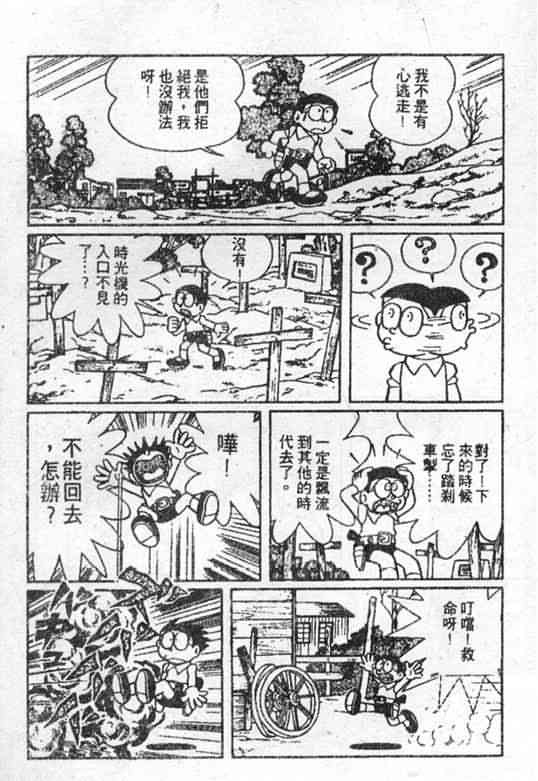 我不是有
心逃走！
是他們拒
絕我，我
也沒辦法
呀！
？
？
？
沒有！
時光機的
入口不見
了…？
對了！下
來的時候
忘了踏剎
車掣……
一定是飄流
到其他的時
代去了。
嘩！
不能回去
，怎辦？
叮噹！救
命呀！